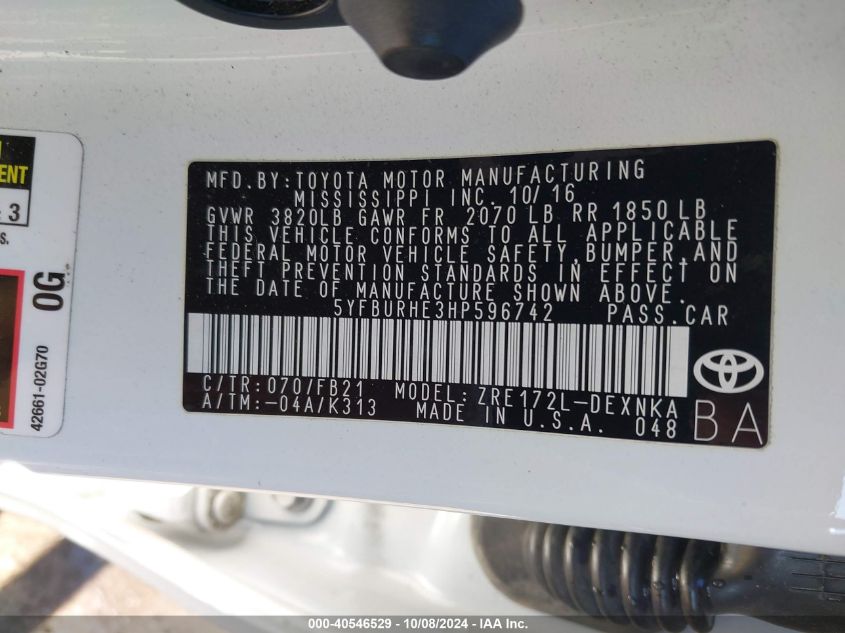 ENT
3
S.
0G
42661-02G70
MFD.BY:TOYOTA MOTOR MANUFACTURING
MISSISSIPPI INC. 10/16
GVWR 3820LB GAWR FR 2070 LB RR 1850 LB
THIS VEHICLE CONFORMS TO ALL APPLICABLE
FEDERAL MOTOR VEHICLE SAFETY,BUMPER,AND
THEFT PREVENTION STANDARDS IN EFFECT ON
THE DATE OF MANUFACTURE SHOWN ABOVE.
5YFBURHE3HP596742 PASS.CAR
C/TR:070/FB21 MODEL:ZRE172L-DEXNKA
A/TM:-04A/K313 MADE IN U.S.A. 048
BA
000-40546529 - 10/08/2024 - IAA Inc.